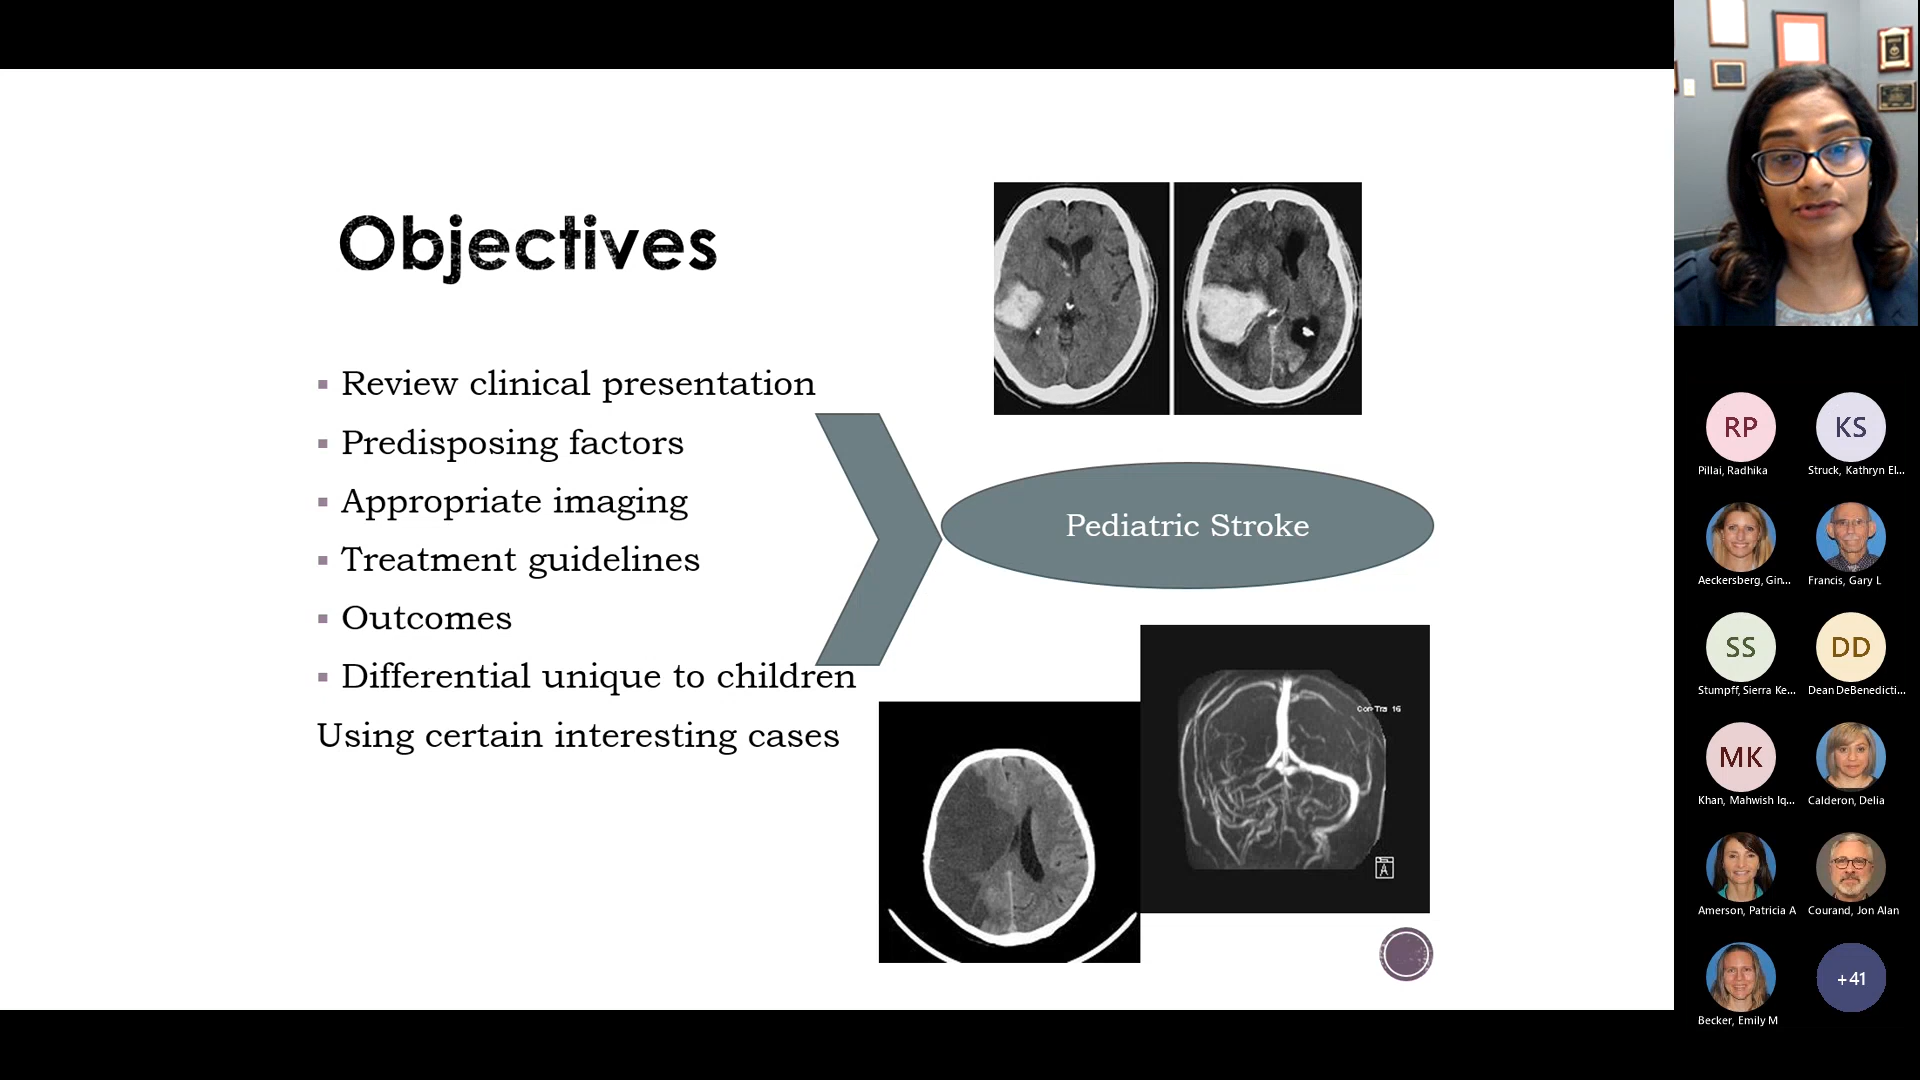 Objectives
Review clinical presentation
Predisposing factors
Appropriate imaging
Treatment guidelines
Outcomes
Differential unique to children
Using certain interesting cases
Pediatric Stroke
A
RP
KS
Pillai, Radhika
Struck, Kathryn El...
Aeckersberg, Gin...
Francis, Gary L
SS
DD
Stumpff, Sierra Ke...
Dean DeBenedicti...
MK
Khan, Mahwish Iq...
Calderon, Delia
Amerson, Patricia A
Courand, Jon Alan
Becker, Emily M
+41